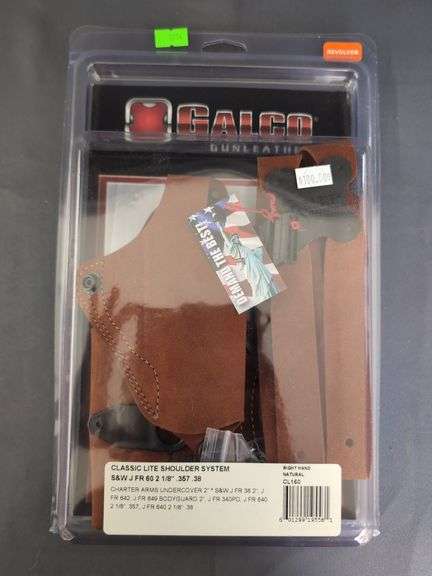 REVOLVER
GALCO
GUNLEATHER
$100.00
DEMAND THE BEST!
CLASSIC LITE SHOULDER SYSTEM
S&W J FR 60 2 1/8" .357 .38
RIGHT HAND
NATURAL
CL160
CHARTER ARMS UNDERCOVER 2" * S&W J FR 36 2", J
FR 642, J FR 649 BODYGUARD 2", J FR 340PD, J FR 640
2 1/8" .357, J FR 640 2 1/8" .38